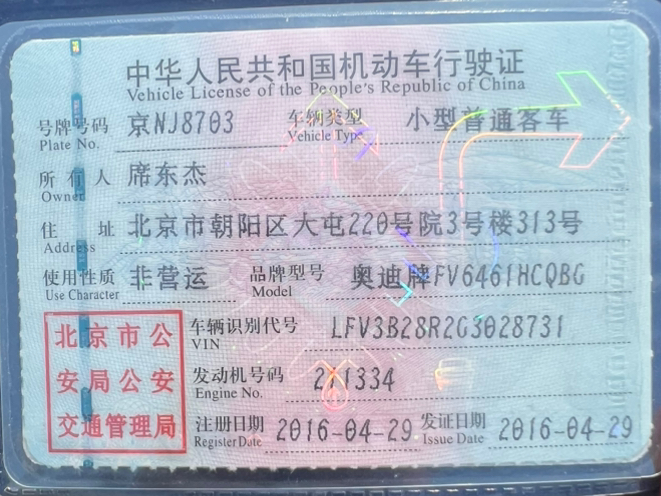 中华人民共和国机动车行驶证
Vehicle License of the People's Republic of China
号牌号码 京NJ8703 车辆类型 小型普通客车
Plate No. Vehicle Type
所有人 席东杰
Owner
住址 北京市朝阳区大屯220号院3号楼313号
Address
使用性质 非营运 品牌型号 奥迪牌FV6461HCQBG
Use Character Model
北京市公安局公安交通管理局
车辆识别代号 LFV3B28R2G3028731
VIN
发动机号码 211334
Engine No.
注册日期 2016-04-29 发证日期 2016-04-29
Register Date Issue Date